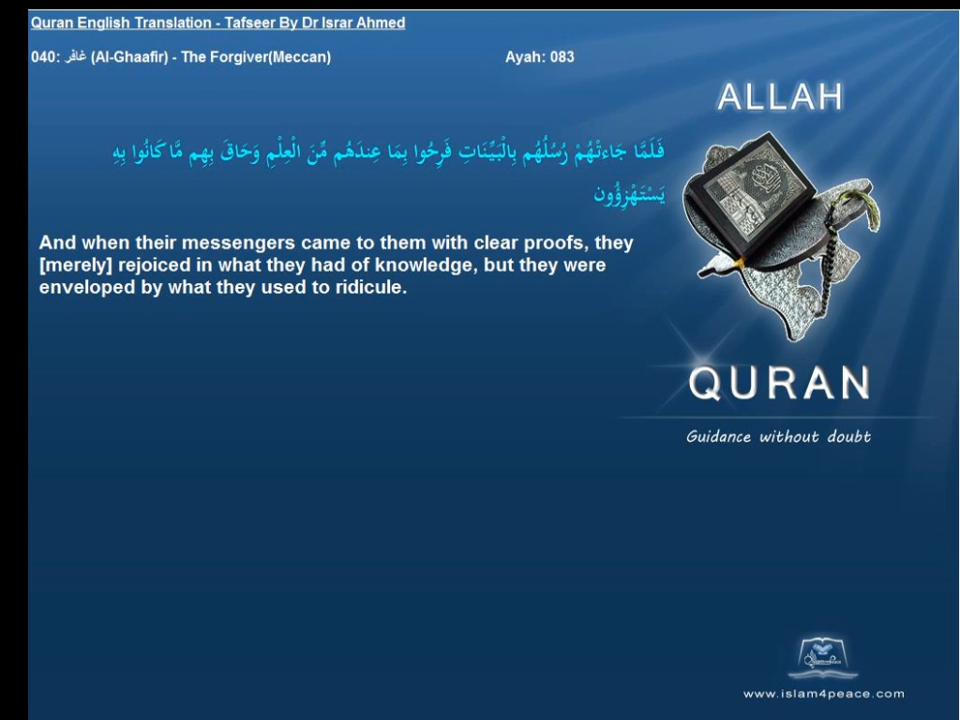 Quran English Translation - Tafseer By Dr Israr Ahmed
040: غافر (Al-Ghaafir) - The Forgiver(Meccan) Ayah: 083
ALLAH
فَلَمَّا جَاءتْهُمْ رُسُلُهُم بِالْبَيِّنَاتِ فَرِحُوا بِمَا عِندَهُم مِّنَ الْعِلْمِ وَحَاقَ بِهِم مَّا كَانُوا بِهِ
يَسْتَهْزِؤُون
And when their messengers came to them with clear proofs, they
[merely] rejoiced in what they had of knowledge, but they were
enveloped by what they used to ridicule.
QURAN
Guidance without doubt
www.islam4peace.com